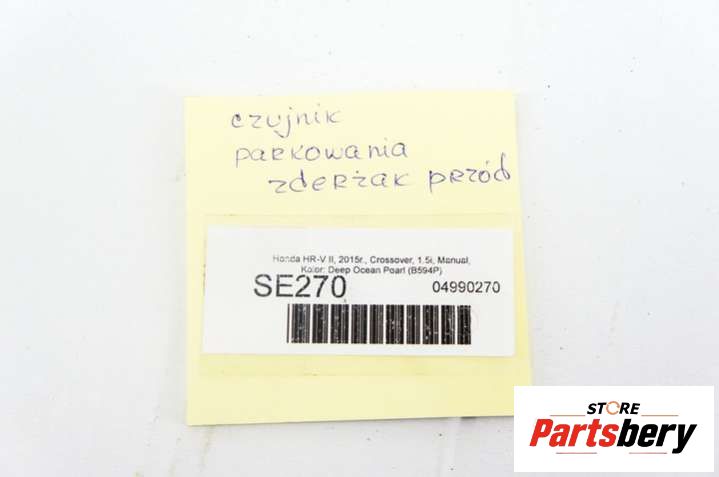 czujnik
parkowania
zderżak przód
Honda HR-V II, 2015r., Crossover, 1.5i, Manual,
Kolor: Deep Ocean Pearl (B594P)
SE270 04990270
STORE
Partsbery